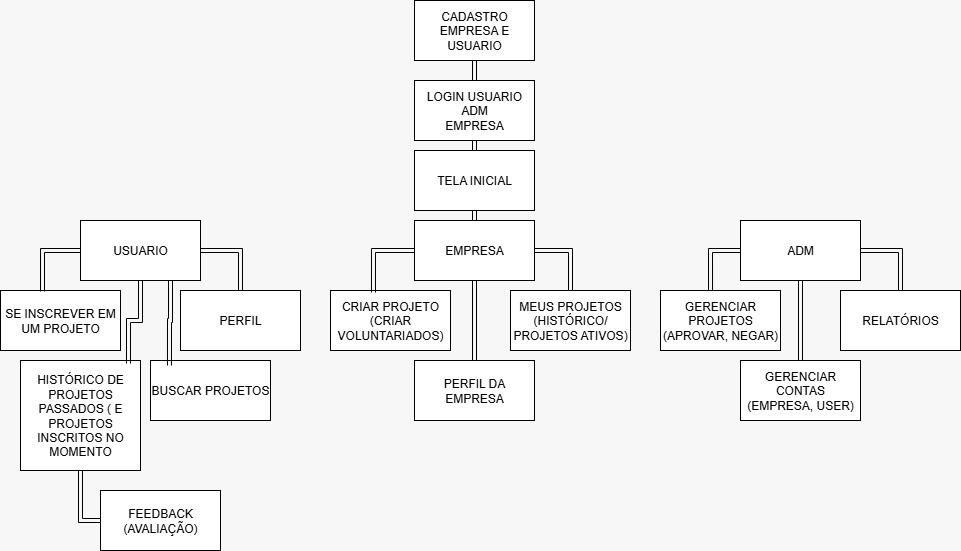 CADASTRO
EMPRESA E
USUARIO
LOGIN USUARIO
ADM
EMPRESA
TELA INICIAL
USUARIO
EMPRESA
ADM
SE INSCREVER EM
UM PROJETO
PERFIL
CRIAR PROJETO
(CRIAR
VOLUNTARIADOS)
MEUS PROJETOS
(HISTÓRICO/
PROJETOS ATIVOS)
GERENCIAR
PROJETOS
(APROVAR, NEGAR)
RELATÓRIOS
HISTÓRICO DE
PROJETOS
PASSADOS ( E
PROJETOS
INSCRITOS NO
MOMENTO
BUSCAR PROJETOS
PERFIL DA
EMPRESA
GERENCIAR
CONTAS
(EMPRESA, USER)
FEEDBACK
(AVALIAÇÃO)